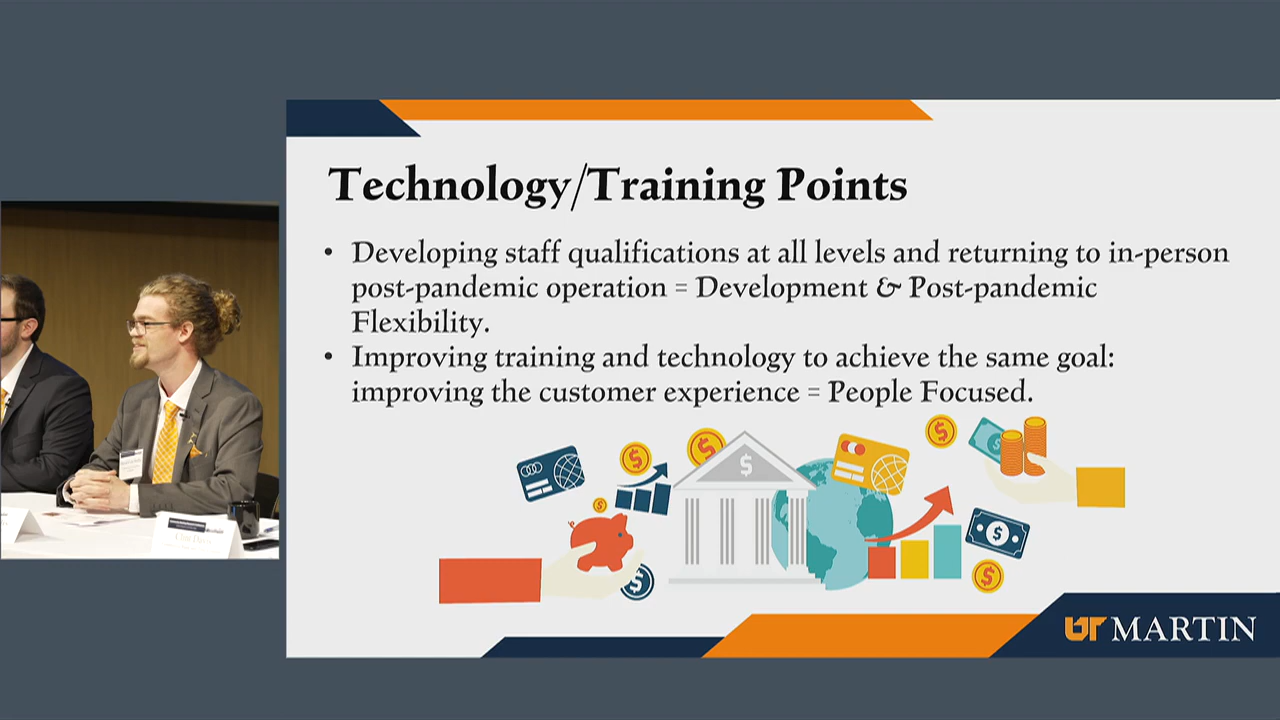 Technology/Training Points
• Developing staff qualifications at all levels and returning to in-person
post-pandemic operation = Development & Post-pandemic
Flexibility.
• Improving training and technology to achieve the same goal:
improving the customer experience = People Focused.
UT MARTIN